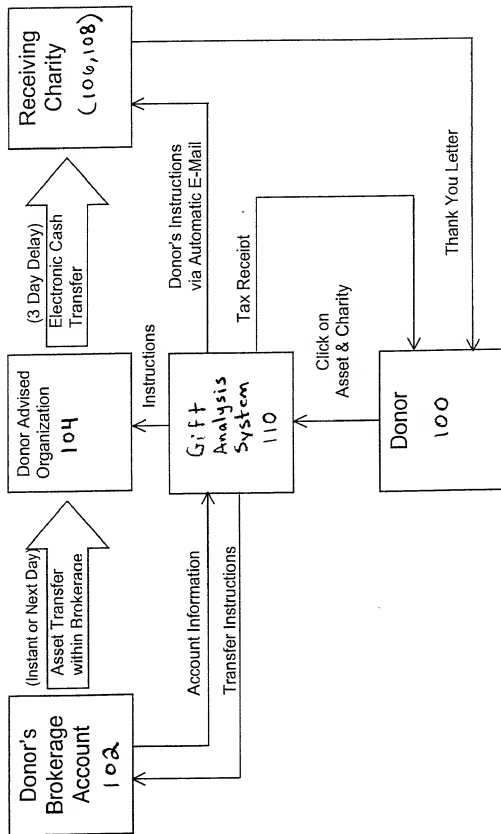 Donor's
Brokerage
Account
102
(Instant or Next Day)
Asset Transfer
within Brokerage
Donor Advised
Organization
104
(3 Day Delay)
Electronic Cash
Transfer
Receiving
Charity
(106,108)
Account Information
Transfer Instructions
Instructions
Gift
Analysis
System
110
Donor's Instructions
via Automatic E-Mail
Tax Receipt
Click on
Asset & Charity
Donor
100
Thank You Letter